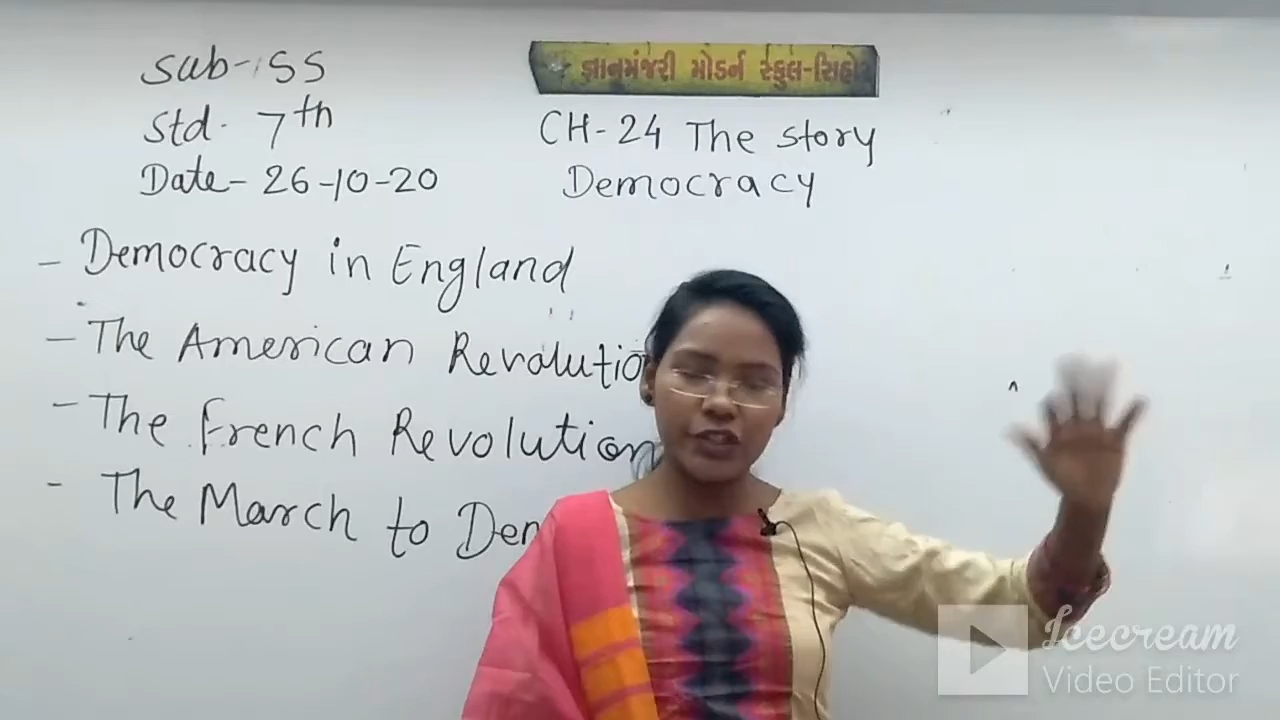 Sub- SS
Std. 7th
Date- 26-10-20
જ્ઞાનમંજરી મોડર્ન સ્કુલ-સિહોર
CH-24 The story
Democracy
- Democracy in England
- The American Revolutio
- The French Revolution
- The March to Dem
Icecream
Video Editor